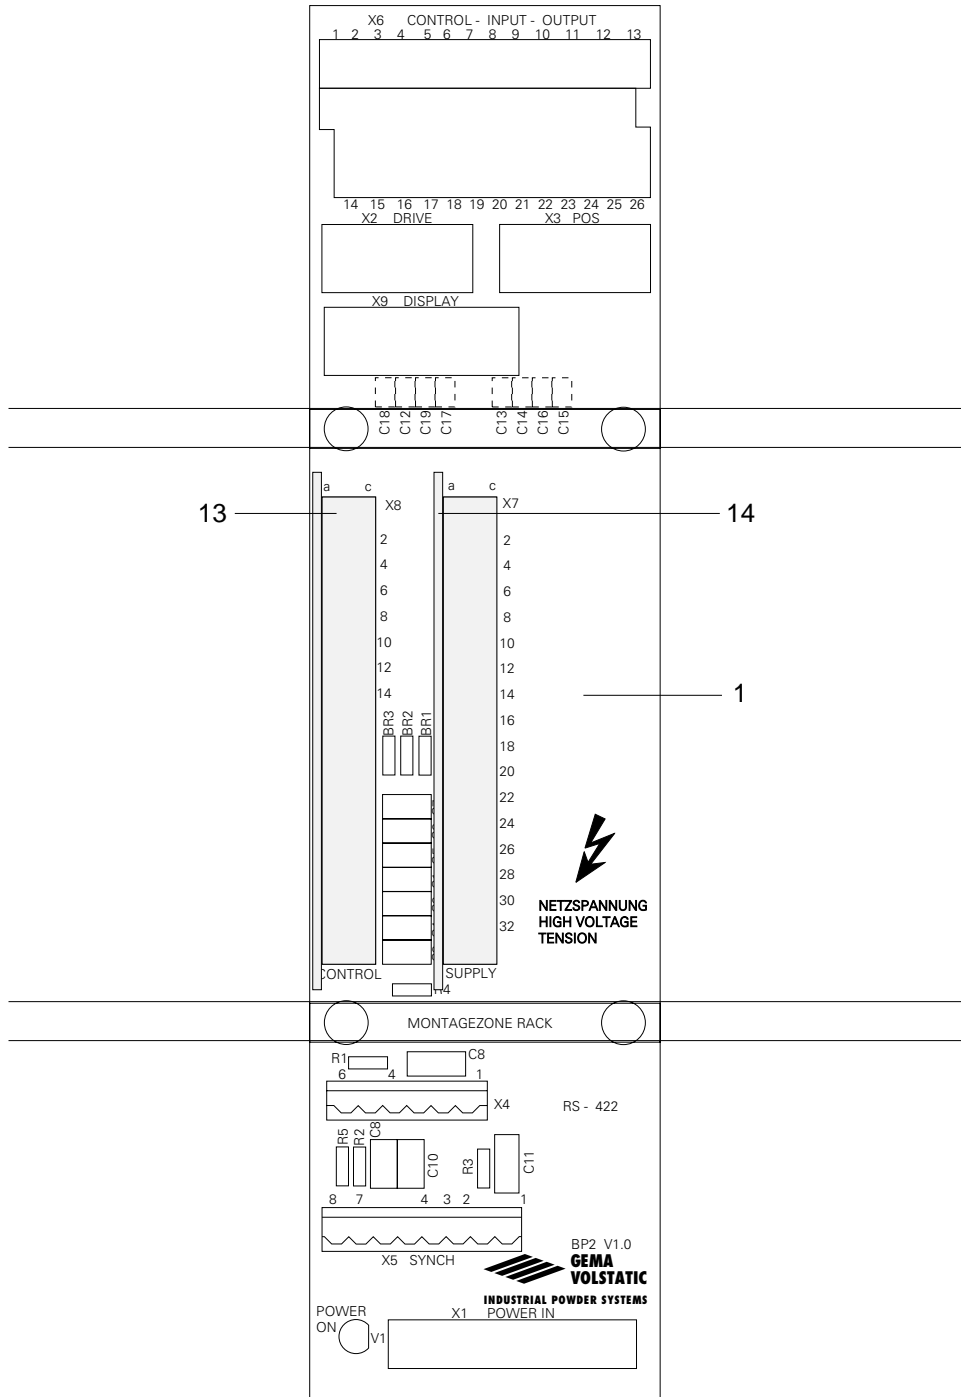 X6 CONTROL - INPUT - OUTPUT
1 2 3 4 5 6 7 8 9 10 11 12 13
14 15 16 17 18 19 20 21 22 23 24 25 26
X2 DRIVE X3 POS
X9 DISPLAY
C18 C12 C19 C17 C13 C14 C16 C15
a c X8 a c X7
13 14
2 2
4 4
6 6
8 8
10 10
12 12
14 14
1
16
BR3 BR2 BR1
18
20
22
24
26
28
30
32
NETZSPANNUNG
HIGH VOLTAGE
TENSION
CONTROL SUPPLY
R4
MONTAGEZONE RACK
R1 C8
6 4 1
X4 RS - 422
R5 R2 C8 C10 R3 C11
8 7 4 3 2 1
X5 SYNCH
BP2 V1.0
GEMA
VOLSTATIC
INDUSTRIAL POWDER SYSTEMS
POWER
ON
V1
X1 POWER IN